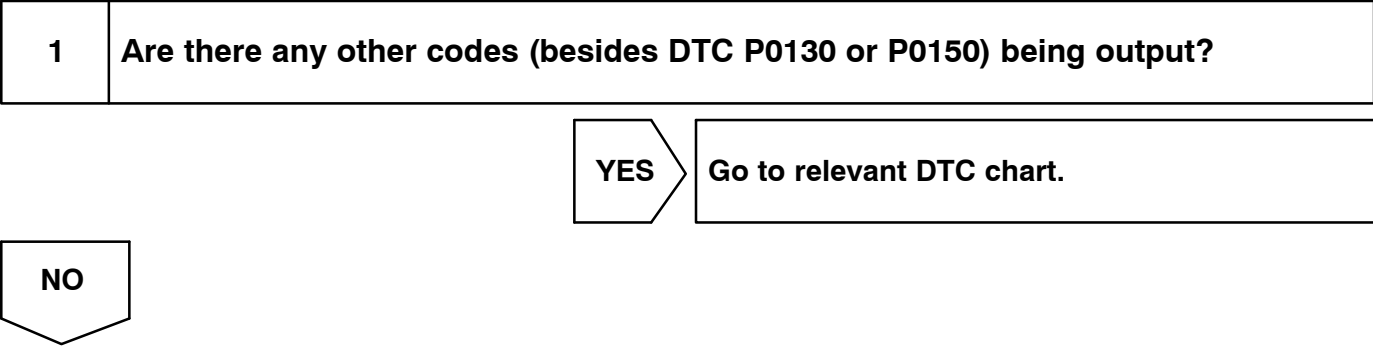 1 Are there any other codes (besides DTC P0130 or P0150) being output?
YES Go to relevant DTC chart.
NO